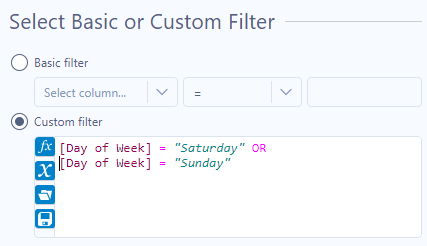 Select Basic or Custom Filter
Basic filter
Select column... =
Custom filter
fx [Day of Week] = "Saturday" OR
X [Day of Week] = "Sunday"